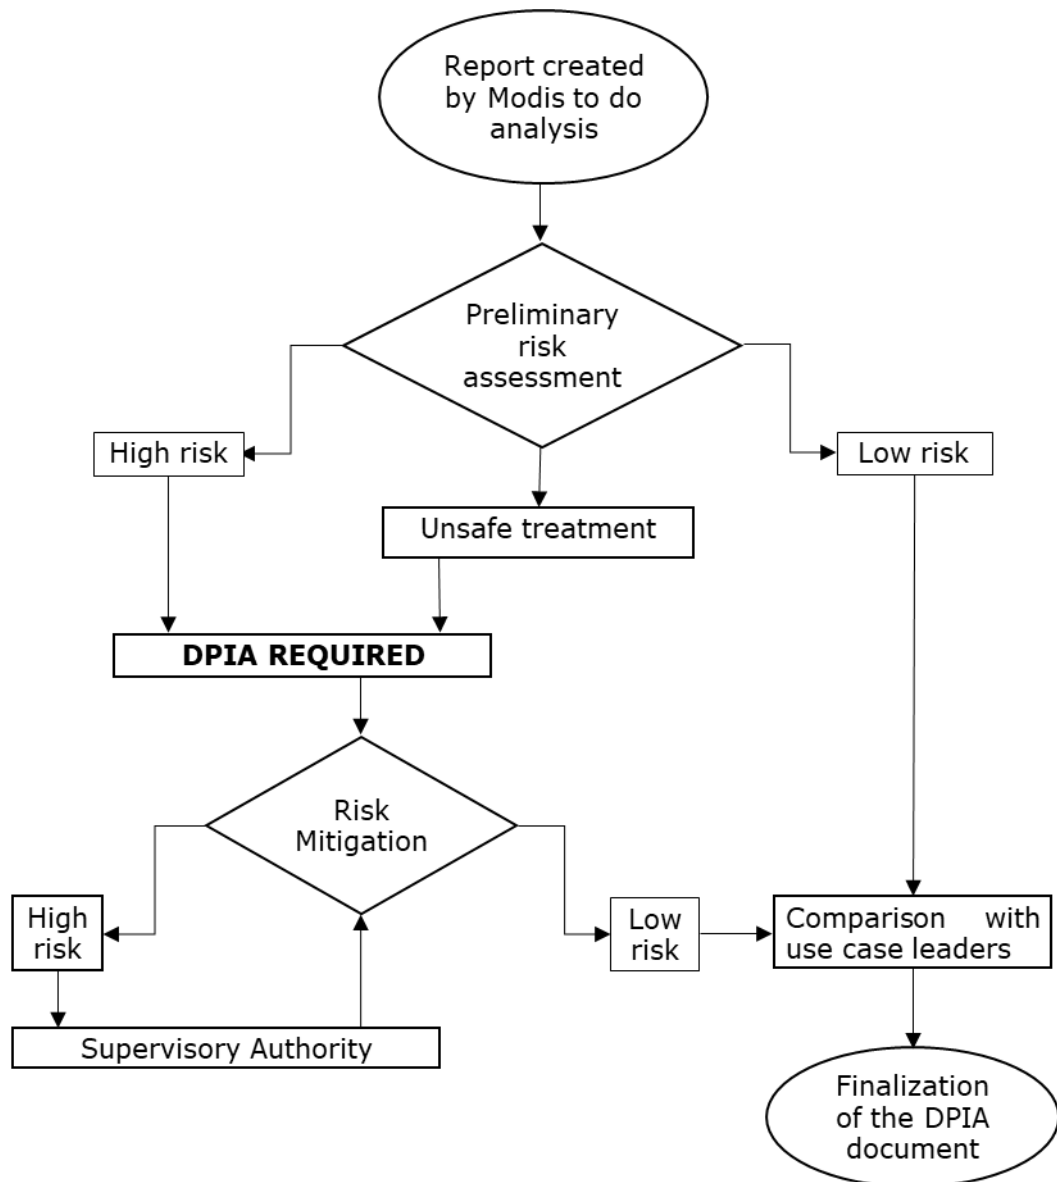 Report created
by Modis to do
analysis
Preliminary
risk
assessment
High risk
Low risk
Unsafe treatment
DPIA REQUIRED
Risk
Mitigation
High
risk
Low
risk
Comparison with
use case leaders
Supervisory Authority
Finalization
of the DPIA
document